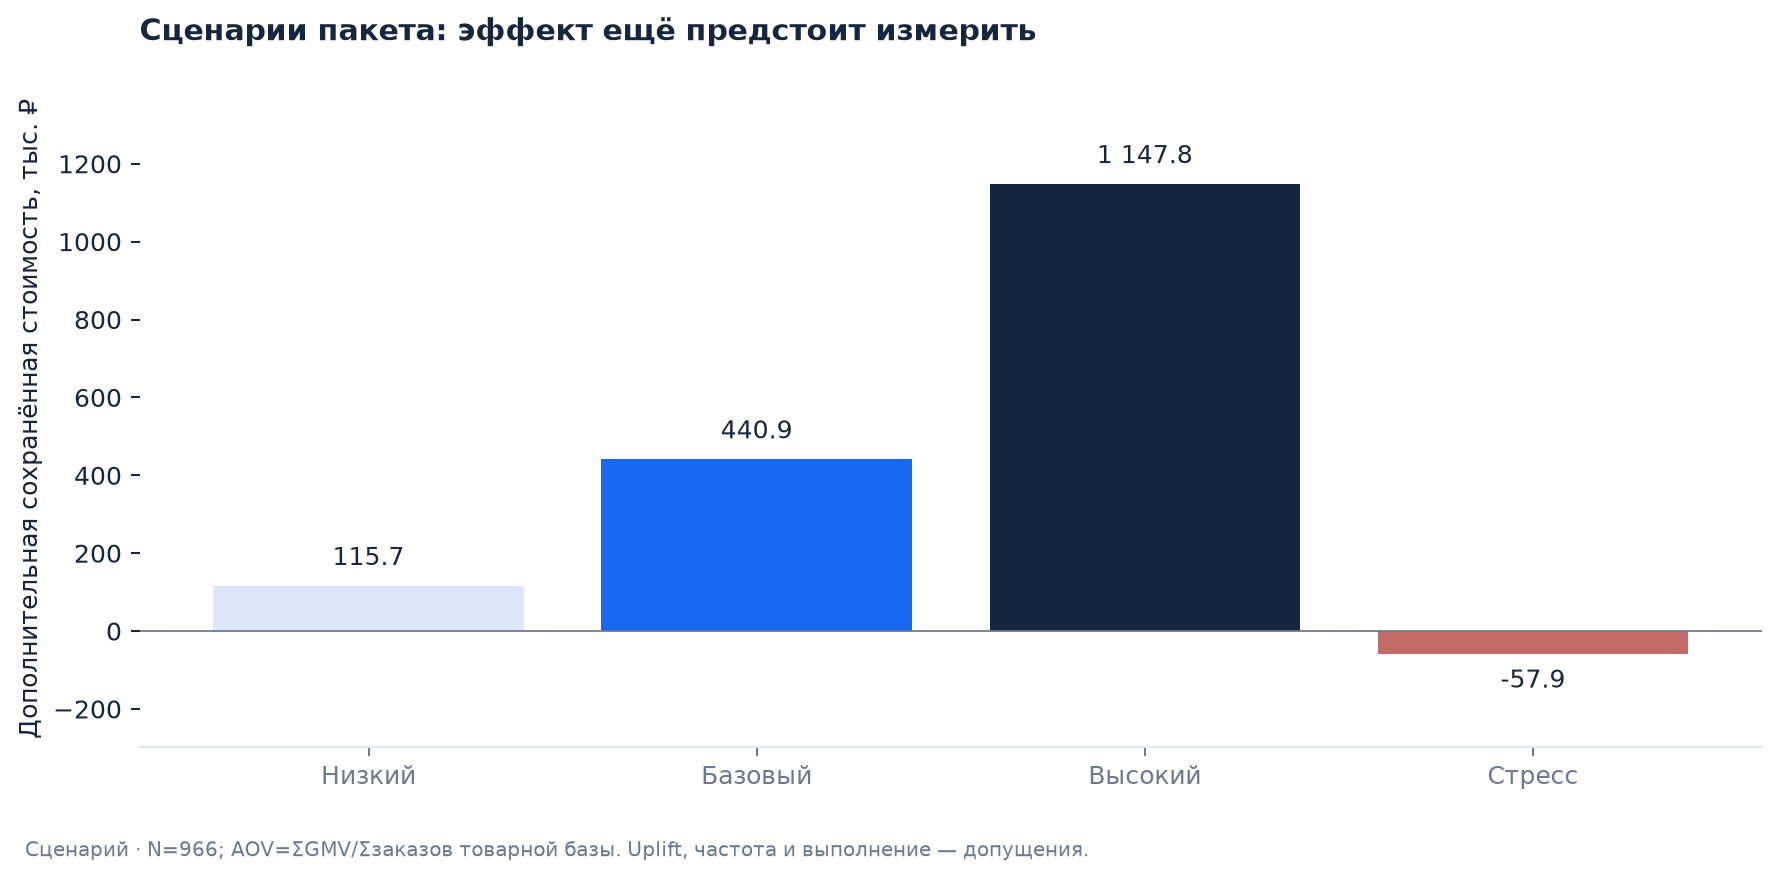 Сценарии пакета: эффект ещё предстоит измерить
Дополнительная сохранённая стоимость, тыс. ₽
1200
1000
800
600
400
200
0
−200
115.7
440.9
1 147.8
-57.9
Низкий
Базовый
Высокий
Стресс
Сценарий · N=966; AOV=ΣGMV/Σзаказов товарной базы. Uplift, частота и выполнение — допущения.